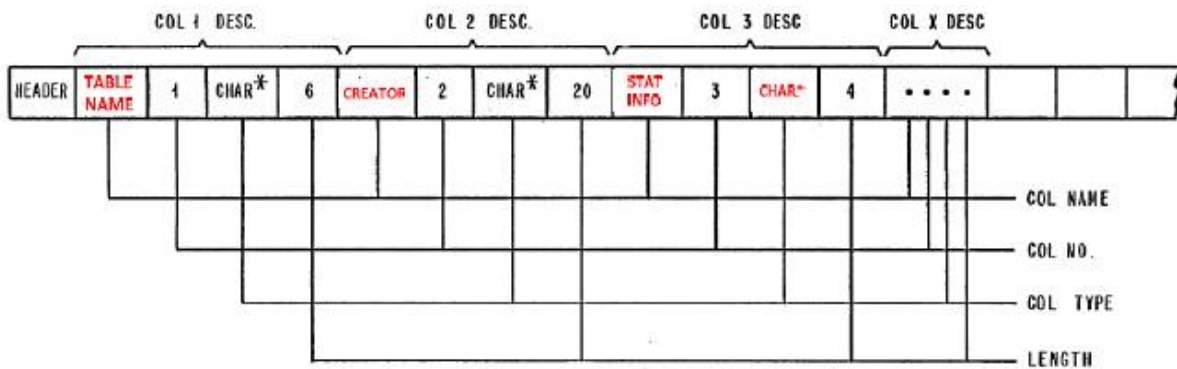 COL 1 DESC. COL 2 DESC. COL 3 DESC COL X DESC
HEADER TABLE NAME 1 CHAR* 6 CREATOR 2 CHAR* 20 STAT INFO 3 CHAR* 4 • • • •
COL NAME
COL NO.
COL TYPE
LENGTH